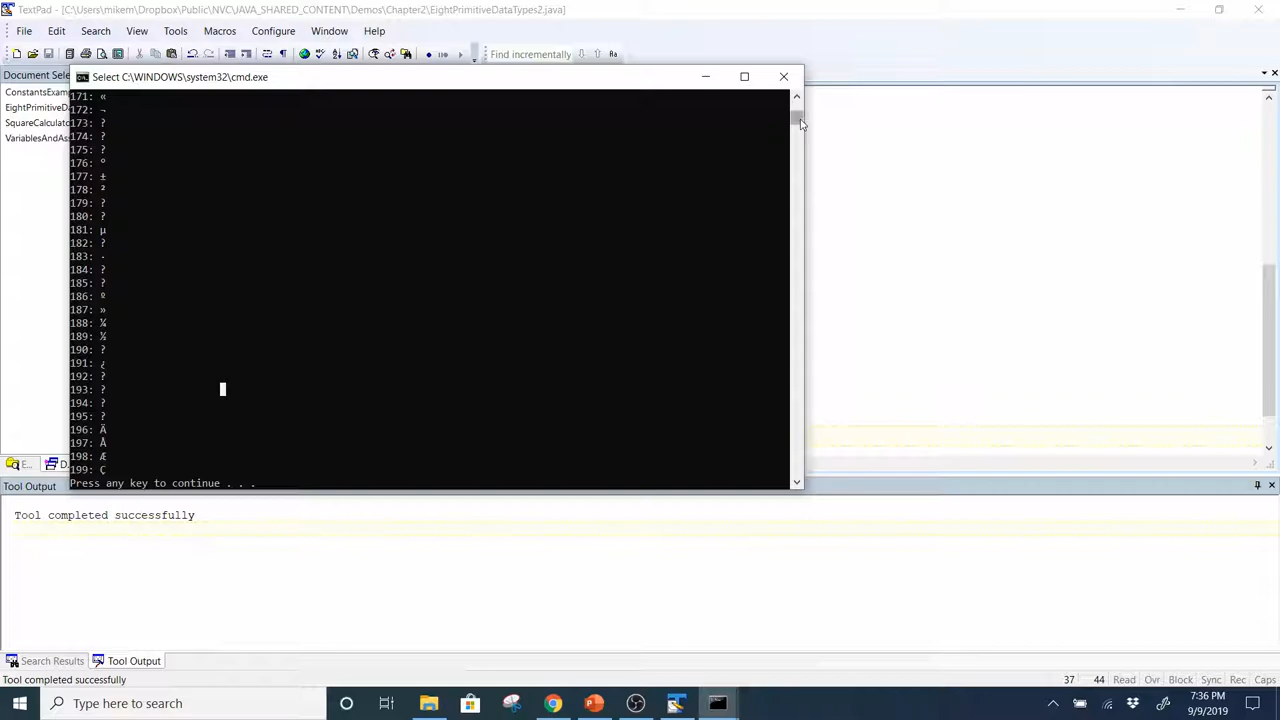 TextPad - [C:\Users\mikem\Dropbox\Public\NVC\JAVA_SHARED_CONTENT\Demos\Chapter2\EightPrimitiveDataTypes2.java]
File Edit Search View Tools Macros Configure Window Help
Find incrementally
Document Sele
ConstantsExam
EightPrimitiveDa
SquareCalculato
VariablesAndAss
Select C:\WINDOWS\system32\cmd.exe
171: «
172: ¬
173: ?
174: ?
175: ?
176: °
177: ±
178: ²
179: ?
180: ?
181: µ
182: ?
183: ·
184: ?
185: ?
186: º
187: »
188: ¼
189: ½
190: ?
191: ¿
192: ?
193: ?
194: ?
195: ?
196: Ä
197: Å
198: Æ
199: Ç
Press any key to continue . . .
E... D
Tool Output
Tool completed successfully
Search Results Tool Output
Tool completed successfully 37 44 Read Ovr Block Sync Rec Caps
Type here to search
7:36 PM
9/9/2019